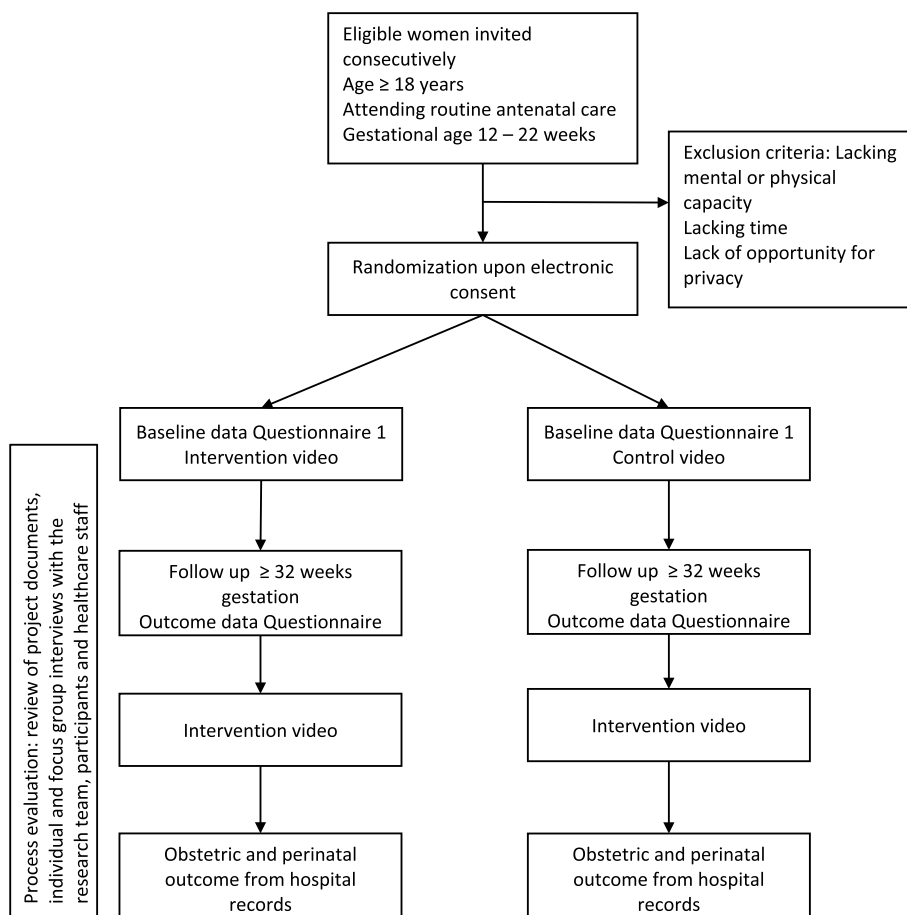 Eligible women invited
consecutively
Age ≥ 18 years
Attending routine antenatal care
Gestational age 12 – 22 weeks
Exclusion criteria: Lacking
mental or physical
capacity
Lacking time
Lack of opportunity for
privacy
Randomization upon electronic
consent
Baseline data Questionnaire 1
Intervention video
Baseline data Questionnaire 1
Control video
Process evaluation: review of project documents,
individual and focus group interviews with the
research team, participants and healthcare staff
Follow up ≥ 32 weeks
gestation
Outcome data Questionnaire
Follow up ≥ 32 weeks
gestation
Outcome data Questionnaire
Intervention video
Intervention video
Obstetric and perinatal
outcome from hospital
records
Obstetric and perinatal
outcome from hospital
records